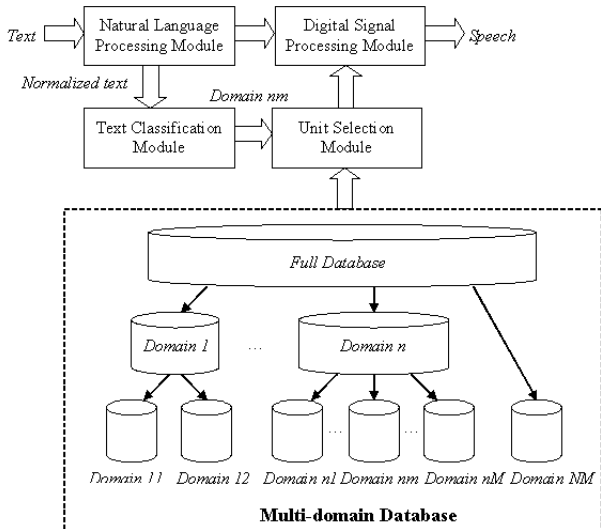 Text
Natural Language
Processing Module
Digital Signal
Processing Module
Speech
Normalized text
Domain nm
Text Classification
Module
Unit Selection
Module
Full Database
Domain 1
...
Domain n
... ...
Domain 11 Domain 12 Domain n1 Domain nm Domain nM Domain NM
Multi-domain Database